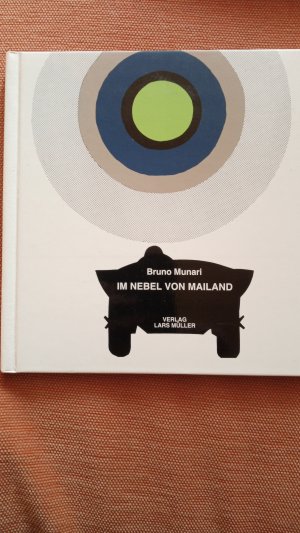 Bruno Munari
IM NEBEL VON MAILAND
VERLAG
LARS MÜLLER